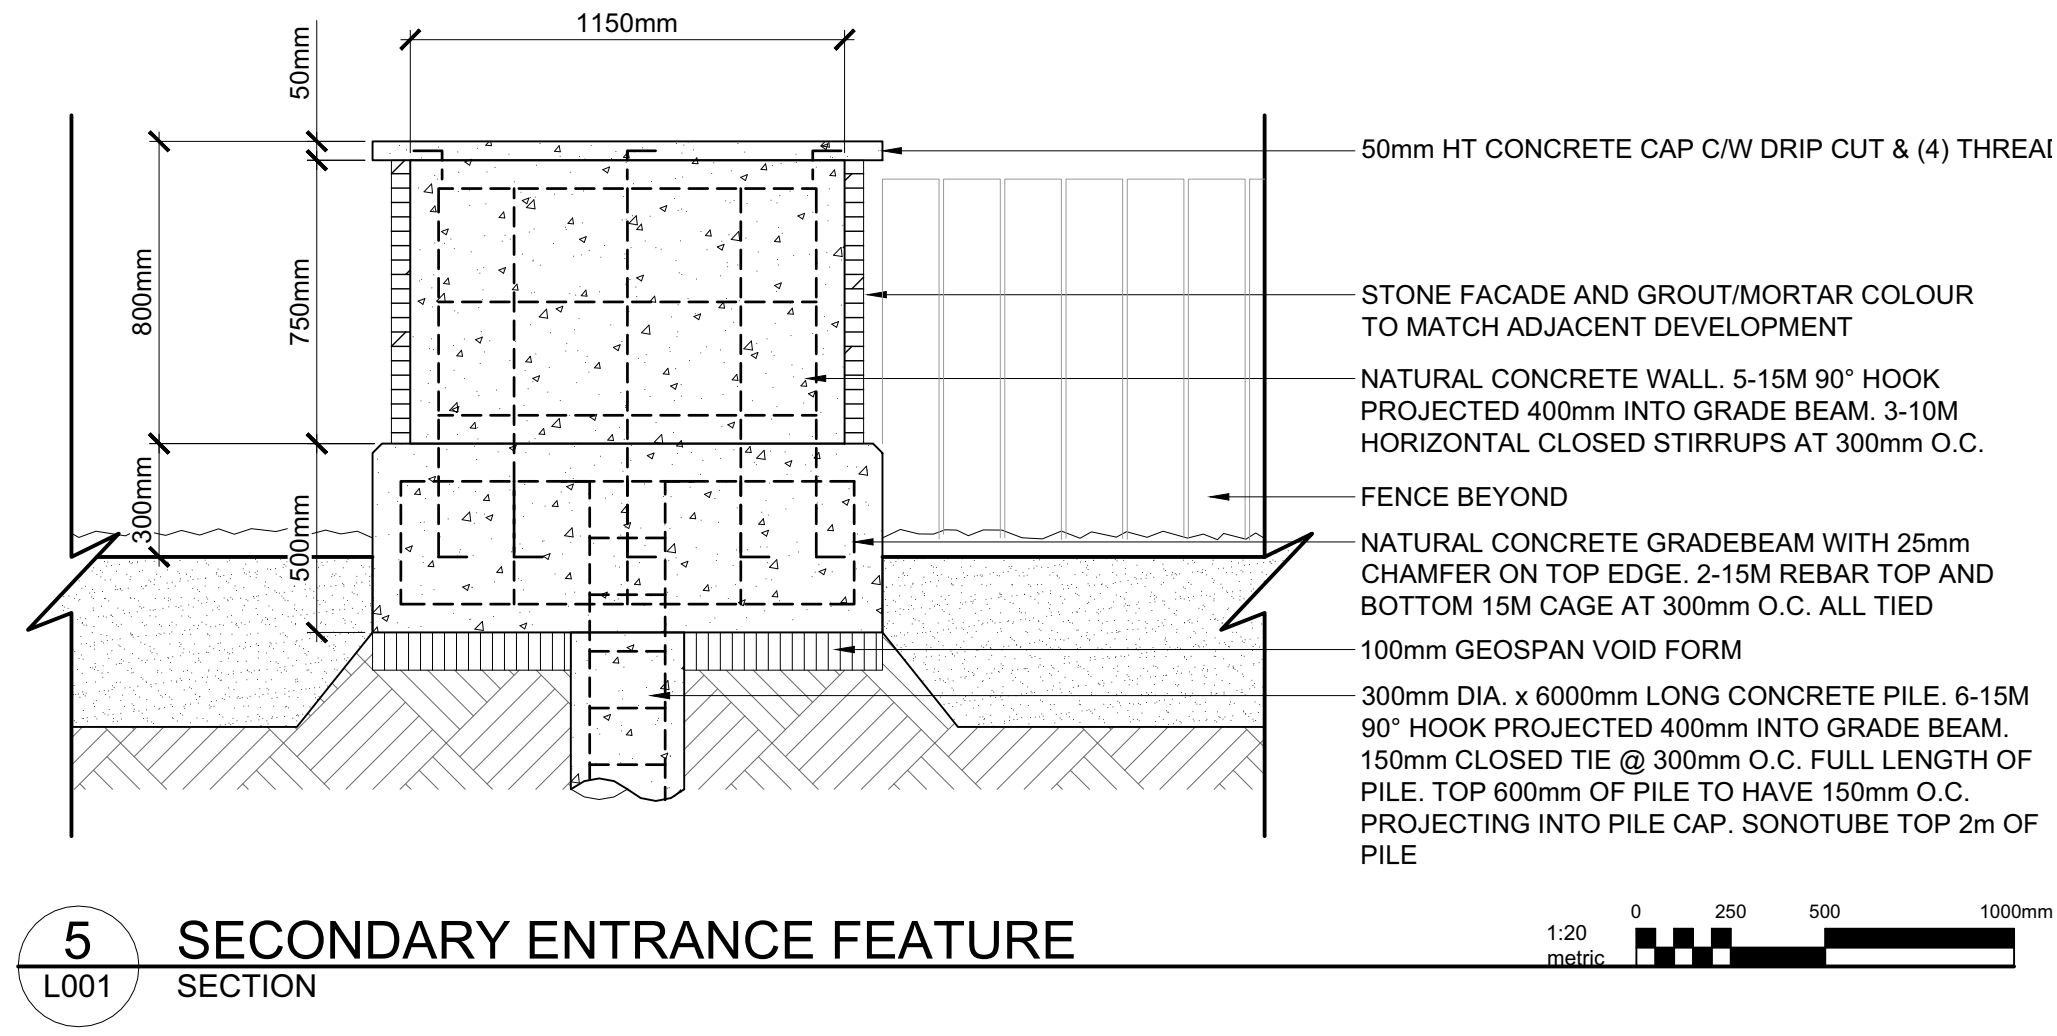 1150mm
50mm
800mm
750mm
300mm
500mm
50mm HT CONCRETE CAP C/W DRIP CUT & (4) THREAD
STONE FACADE AND GROUT/MORTAR COLOUR
TO MATCH ADJACENT DEVELOPMENT
NATURAL CONCRETE WALL. 5-15M 90° HOOK
PROJECTED 400mm INTO GRADE BEAM. 3-10M
HORIZONTAL CLOSED STIRRUPS AT 300mm O.C.
FENCE BEYOND
NATURAL CONCRETE GRADEBEAM WITH 25mm
CHAMFER ON TOP EDGE. 2-15M REBAR TOP AND
BOTTOM 15M CAGE AT 300mm O.C. ALL TIED
100mm GEOSPAN VOID FORM
300mm DIA. x 6000mm LONG CONCRETE PILE. 6-15M
90° HOOK PROJECTED 400mm INTO GRADE BEAM.
150mm CLOSED TIE @ 300mm O.C. FULL LENGTH OF
PILE. TOP 600mm OF PILE TO HAVE 150mm O.C.
PROJECTING INTO PILE CAP. SONOTUBE TOP 2m OF
PILE
5
L001
SECONDARY ENTRANCE FEATURE
SECTION
1:20
metric
0 250 500 1000mm